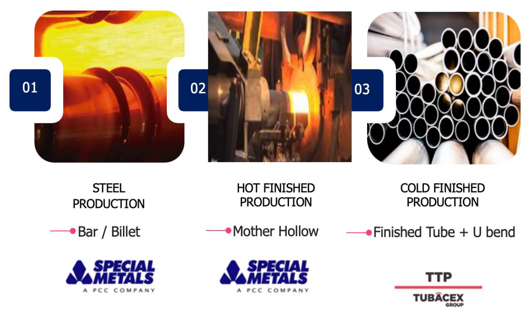 01
02
03
STEEL
PRODUCTION
HOT FINISHED
PRODUCTION
COLD FINISHED
PRODUCTION
Bar / Billet
Mother Hollow
Finished Tube + U bend
SPECIAL
METALS
A PCC COMPANY
SPECIAL
METALS
A PCC COMPANY
TTP
TUBACEX
GROUP